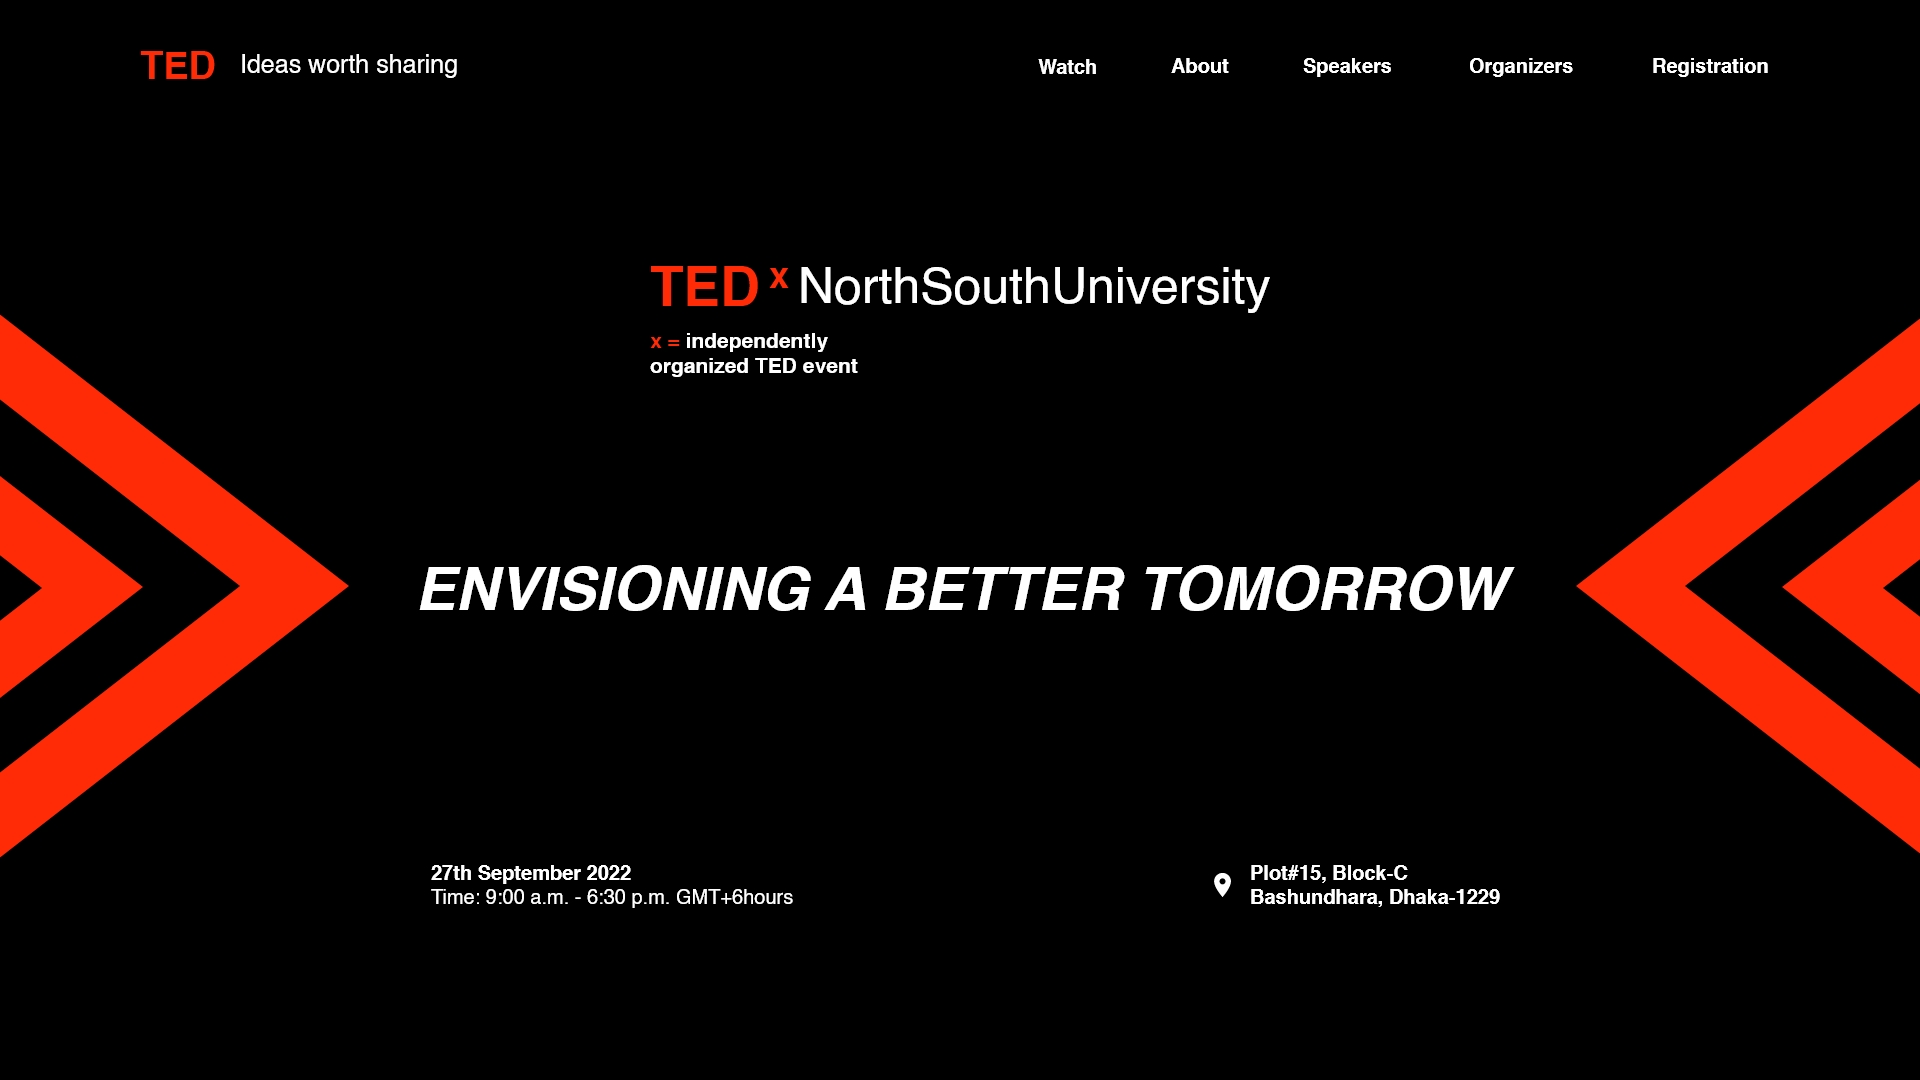 TED Ideas worth sharing
Watch About Speakers Organizers Registration
TED x NorthSouthUniversity
x = independently
organized TED event
ENVISIONING A BETTER TOMORROW
27th September 2022
Time: 9:00 a.m. - 6:30 p.m. GMT+6hours
Plot#15, Block-C
Bashundhara, Dhaka-1229